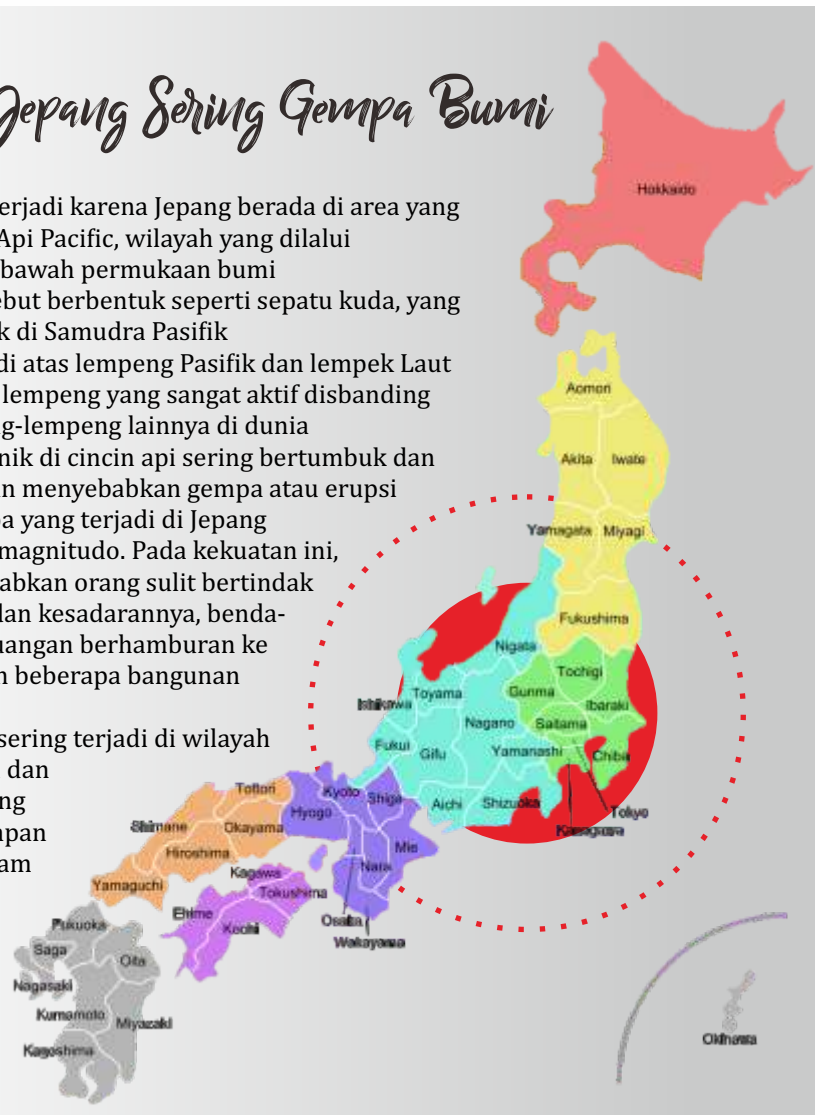 Jepang Sering Gempa Bumi
erjadi karena Jepang berada di area yang
Api Pacific, wilayah yang dilalui
bawah permukaan bumi
ebut berbentuk seperti sepatu kuda, yang
k di Samudra Pasifik
di atas lempeng Pasifik dan lempek Laut
lempeng yang sangat aktif disbanding
g-lempeng lainnya di dunia
nik di cincin api sering bertumbuk dan
n menyebabkan gempa atau erupsi
a yang terjadi di Jepang
magnitudo. Pada kekuatan ini,
abkan orang sulit bertindak
dan kesadarannya, benda-
uangan berhamburan ke
n beberapa bangunan
sering terjadi di wilayah
dan
ng
pan
am
Hokkaido
Aomori
Akita
Iwate
Yamagata
Miyagi
Fukushima
Nigata
Tochigi
Gunma
Ibaraki
Toyama
Ishikawa
Nagano
Saitama
Fukui
Gifu
Yamanashi
Chiba
Tottori
Kyoto
Shiga
Aichi
Shizuoka
Tokyo
Kanagawa
Hyogo
Shimane
Okayama
Mie
Hiroshima
Nara
Kagawa
Yamaguchi
Tokushima
Ehime
Kochi
Osaka
Wakayama
Fukuoka
Saga
Oita
Nagasaki
Kumamoto
Miyazaki
Kagoshima
Okinawa